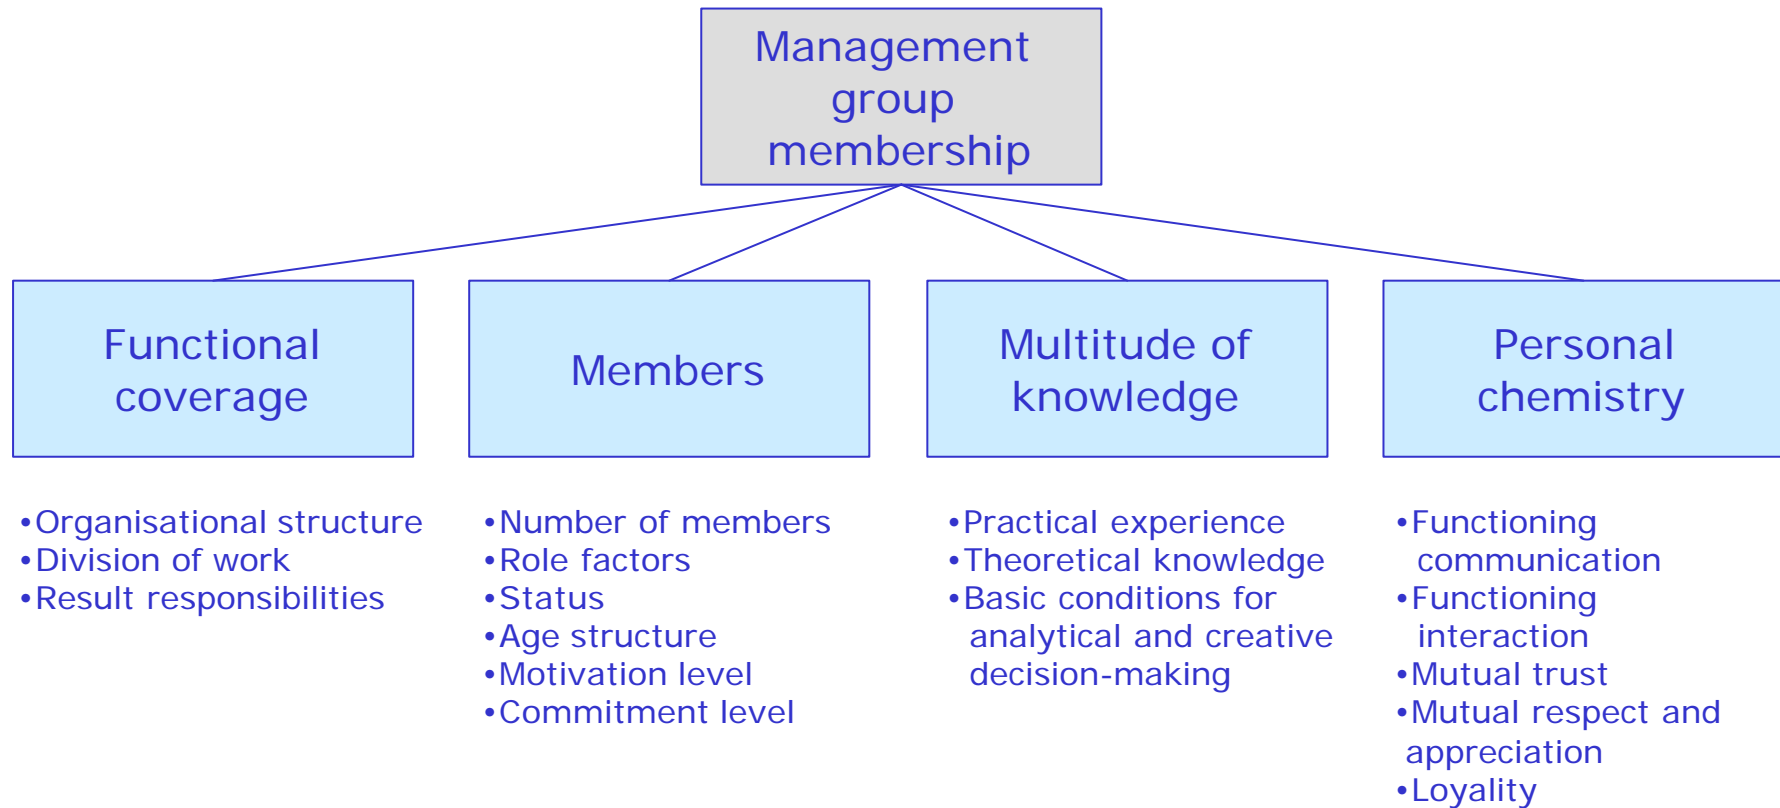 Management
group
membership
Functional
coverage
Members
Multitude of
knowledge
Personal
chemistry
•Organisational structure
•Division of work
•Result responsibilities
•Number of members
•Role factors
•Status
•Age structure
•Motivation level
•Commitment level
•Practical experience
•Theoretical knowledge
•Basic conditions for
analytical and creative
decision-making
•Functioning
communication
•Functioning
interaction
•Mutual trust
•Mutual respect and
appreciation
•Loyality